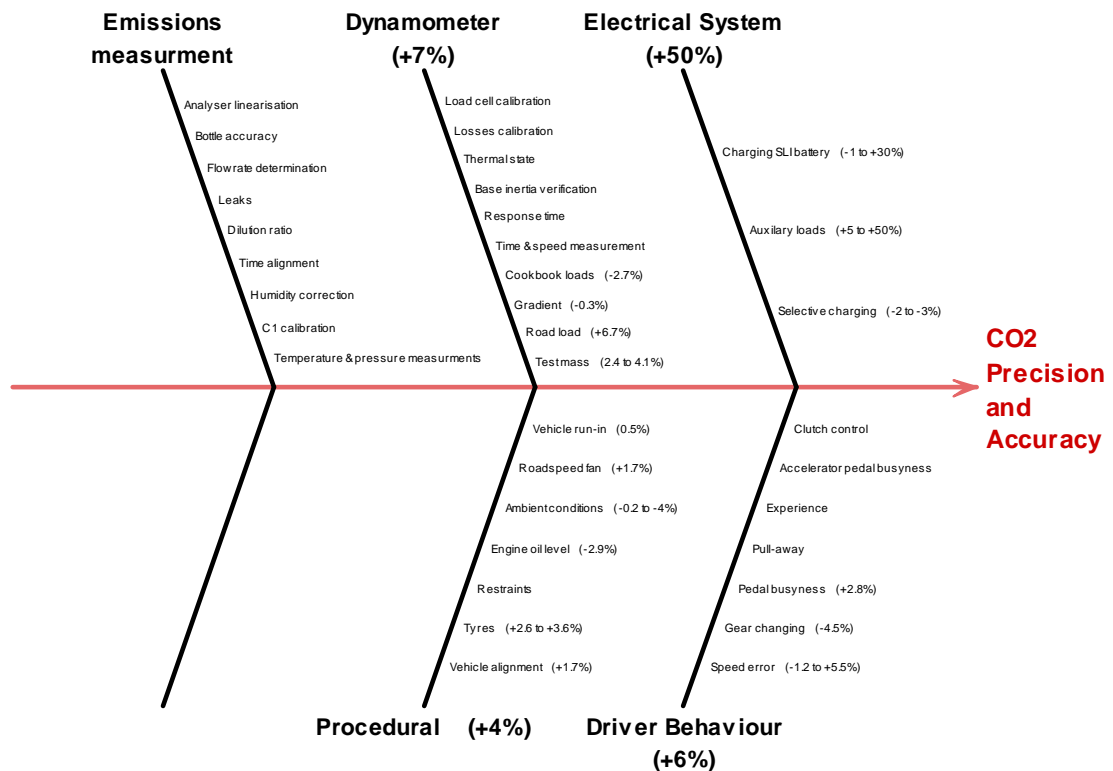 Emissions
measurment
Analyser linearisation
Bottle accuracy
Flowrate determination
Leaks
Dilution ratio
Time alignment
Humidity correction
C1 calibration
Temperature & pressure measurments
Dynamometer
(+7%)
Load cell calibration
Losses calibration
Thermal state
Base inertia verification
Response time
Time & speed measurement
Cookbook loads (-2.7%)
Gradient (-0.3%)
Road load (+6.7%)
Test mass (2.4 to 4.1%)
Electrical System
(+50%)
Charging SLI battery (-1 to +30%)
Auxilary loads (+5 to +50%)
Selective charging (-2 to -3%)
CO2
Precision
and
Accuracy
Vehicle run-in (0.5%)
Roadspeed fan (+1.7%)
Ambient conditions (-0.2 to -4%)
Engine oil level (-2.9%)
Restraints
Tyres (+2.6 to +3.6%)
Vehicle alignment (+1.7%)
Procedural (+4%)
Clutch control
Accelerator pedal busyness
Experience
Pull-away
Pedal busyness (+2.8%)
Gear changing (-4.5%)
Speed error (-1.2 to +5.5%)
Driver Behaviour
(+6%)